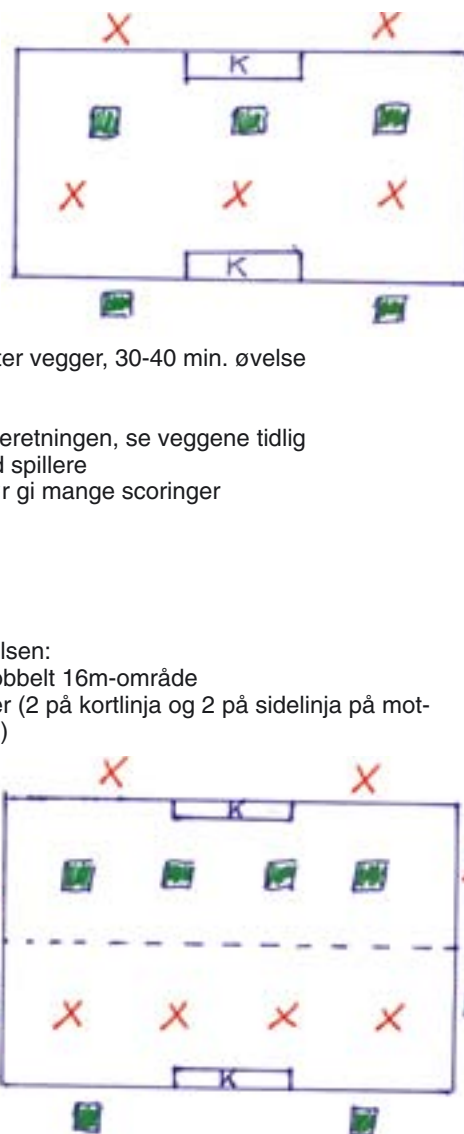 X X
K
X X X
K
ter vegger, 30-40 min. øvelse
eretningen, se veggene tidlig
d spillere
r gi mange scoringer
lsen:
obbelt 16m-område
er (2 på kortlinja og 2 på sidelinja på mot-
)
X X
K
X X X X
K